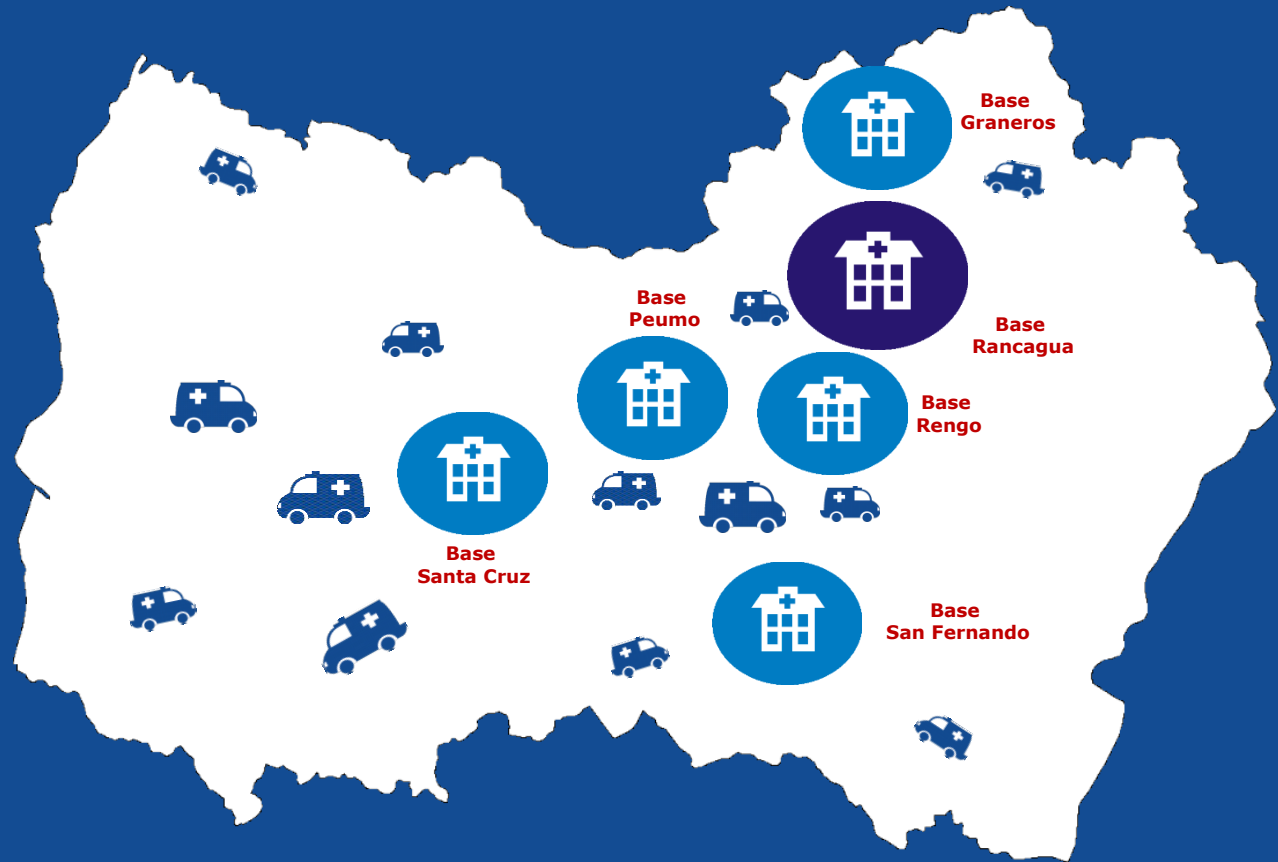 Base
Graneros
Base
Rancagua
Base
Peumo
Base
Rengo
Base
Santa Cruz
Base
San Fernando